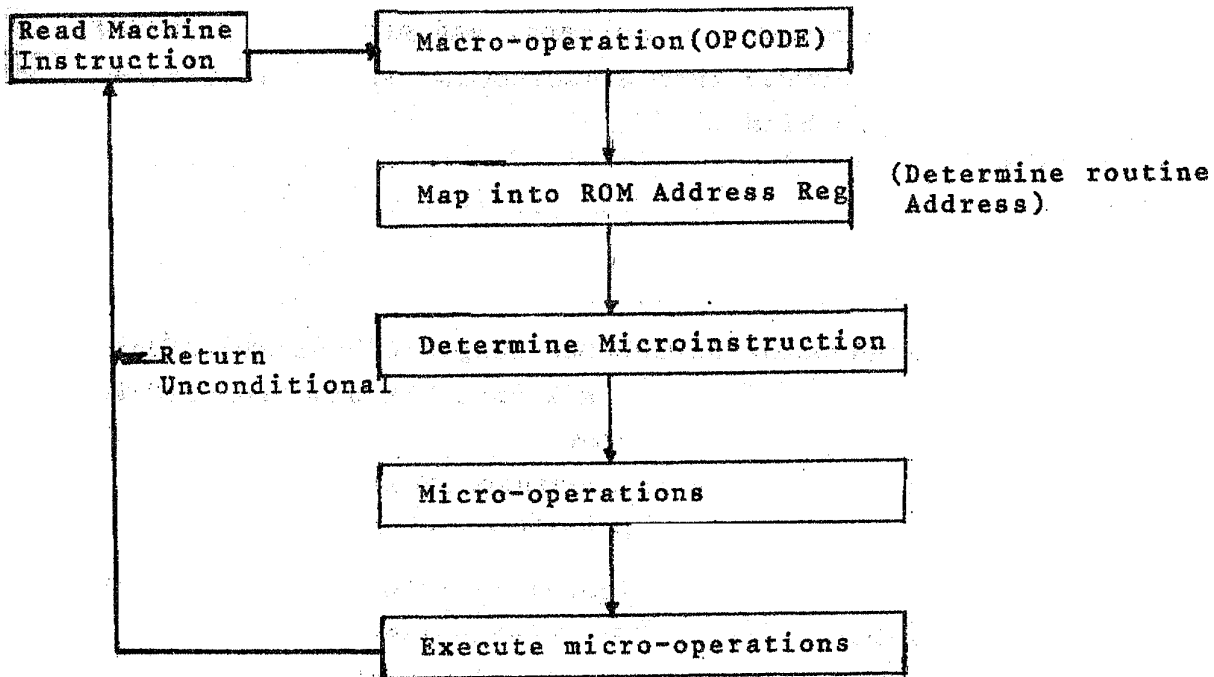 Read Machine
Instruction
Macro-operation(OPCODE)
Map into ROM Address Reg
(Determine routine
Address)
Determine Microinstruction
Return
Unconditional
Micro-operations
Execute micro-operations